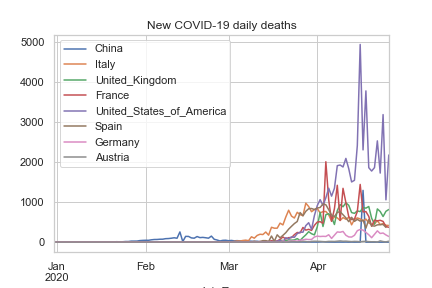 New COVID-19 daily deaths
5000
4000
3000
2000
1000
0
China
Italy
United_Kingdom
France
United_States_of_America
Spain
Germany
Austria
Jan
2020
Feb
Mar
Apr